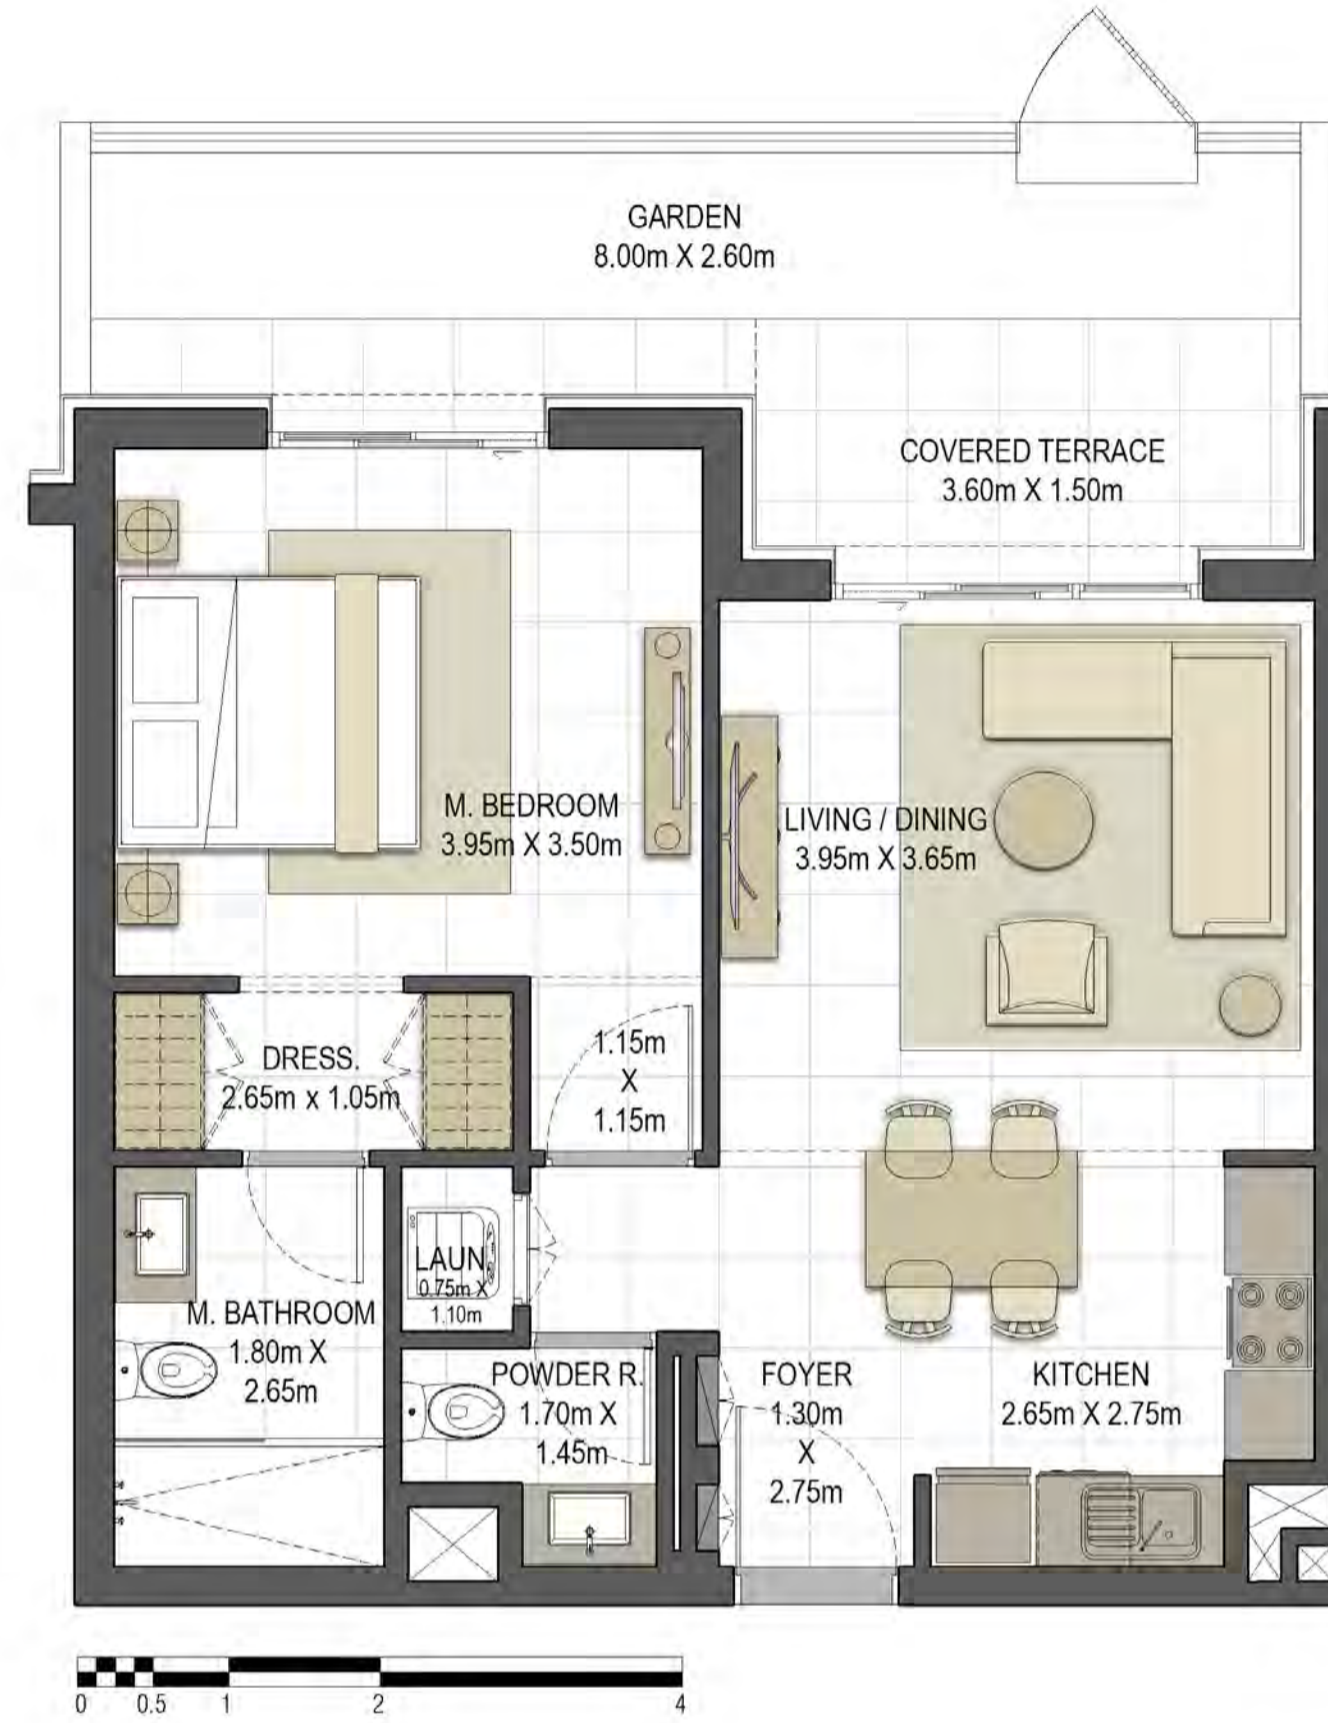 GARDEN
8.00m X 2.60m
COVERED TERRACE
3.60m X 1.50m
M. BEDROOM
3.95m X 3.50m
LIVING / DINING
3.95m X 3.65m
DRESS.
2.65m x 1.05m
1.15m
X
1.15m
LAUN.
0.75m X
1.10m
M. BATHROOM
1.80m X
2.65m
POWDER R.
1.70m X
1.45m
FOYER
1.30m
X
2.75m
KITCHEN
2.65m X 2.75m
0 0.5 1 2 4